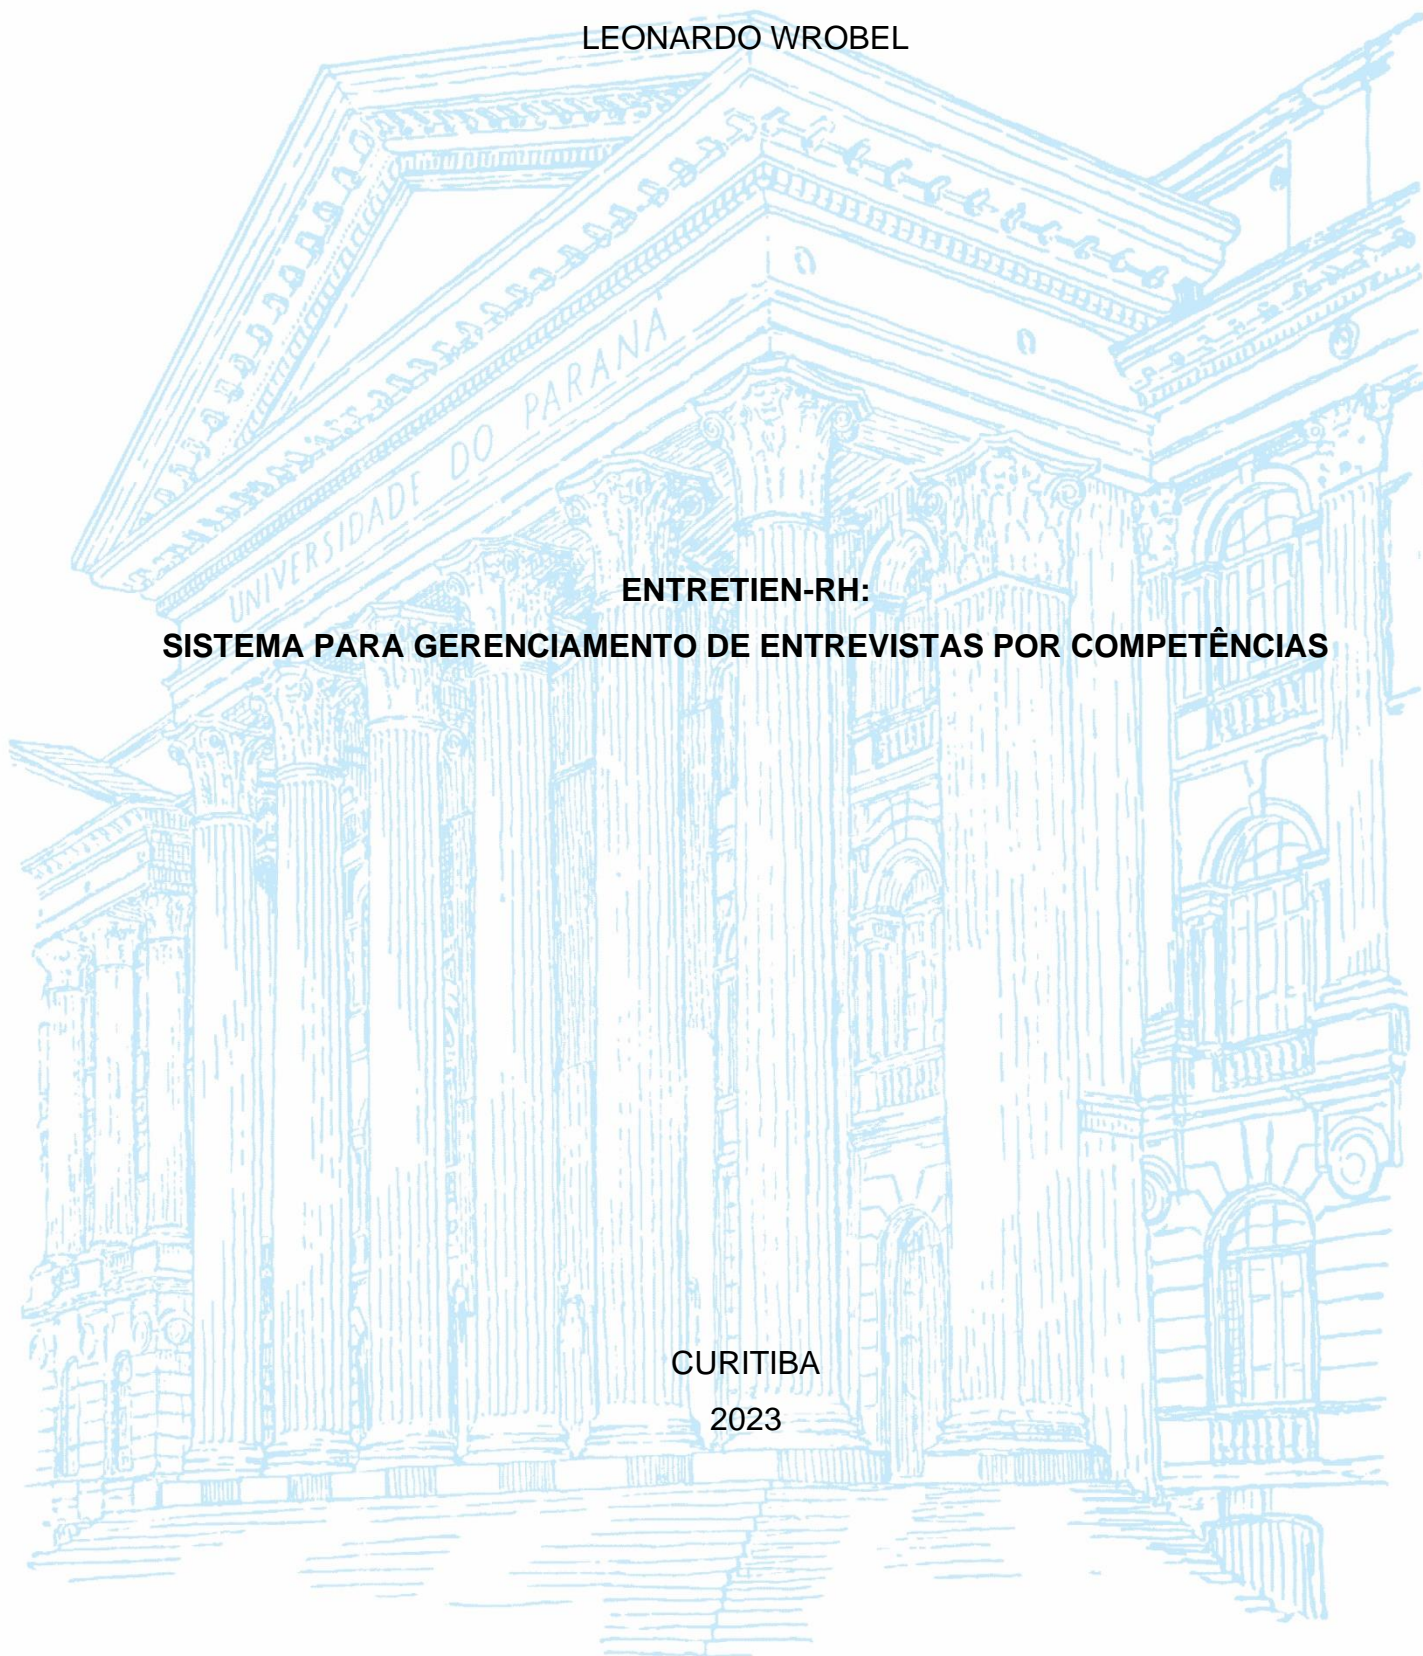 LEONARDO WROBEL
UNIVERSIDADE DO PARANÁ
ENTRETIEN-RH:
SISTEMA PARA GERENCIAMENTO DE ENTREVISTAS POR COMPETÊNCIAS
CURITIBA
2023